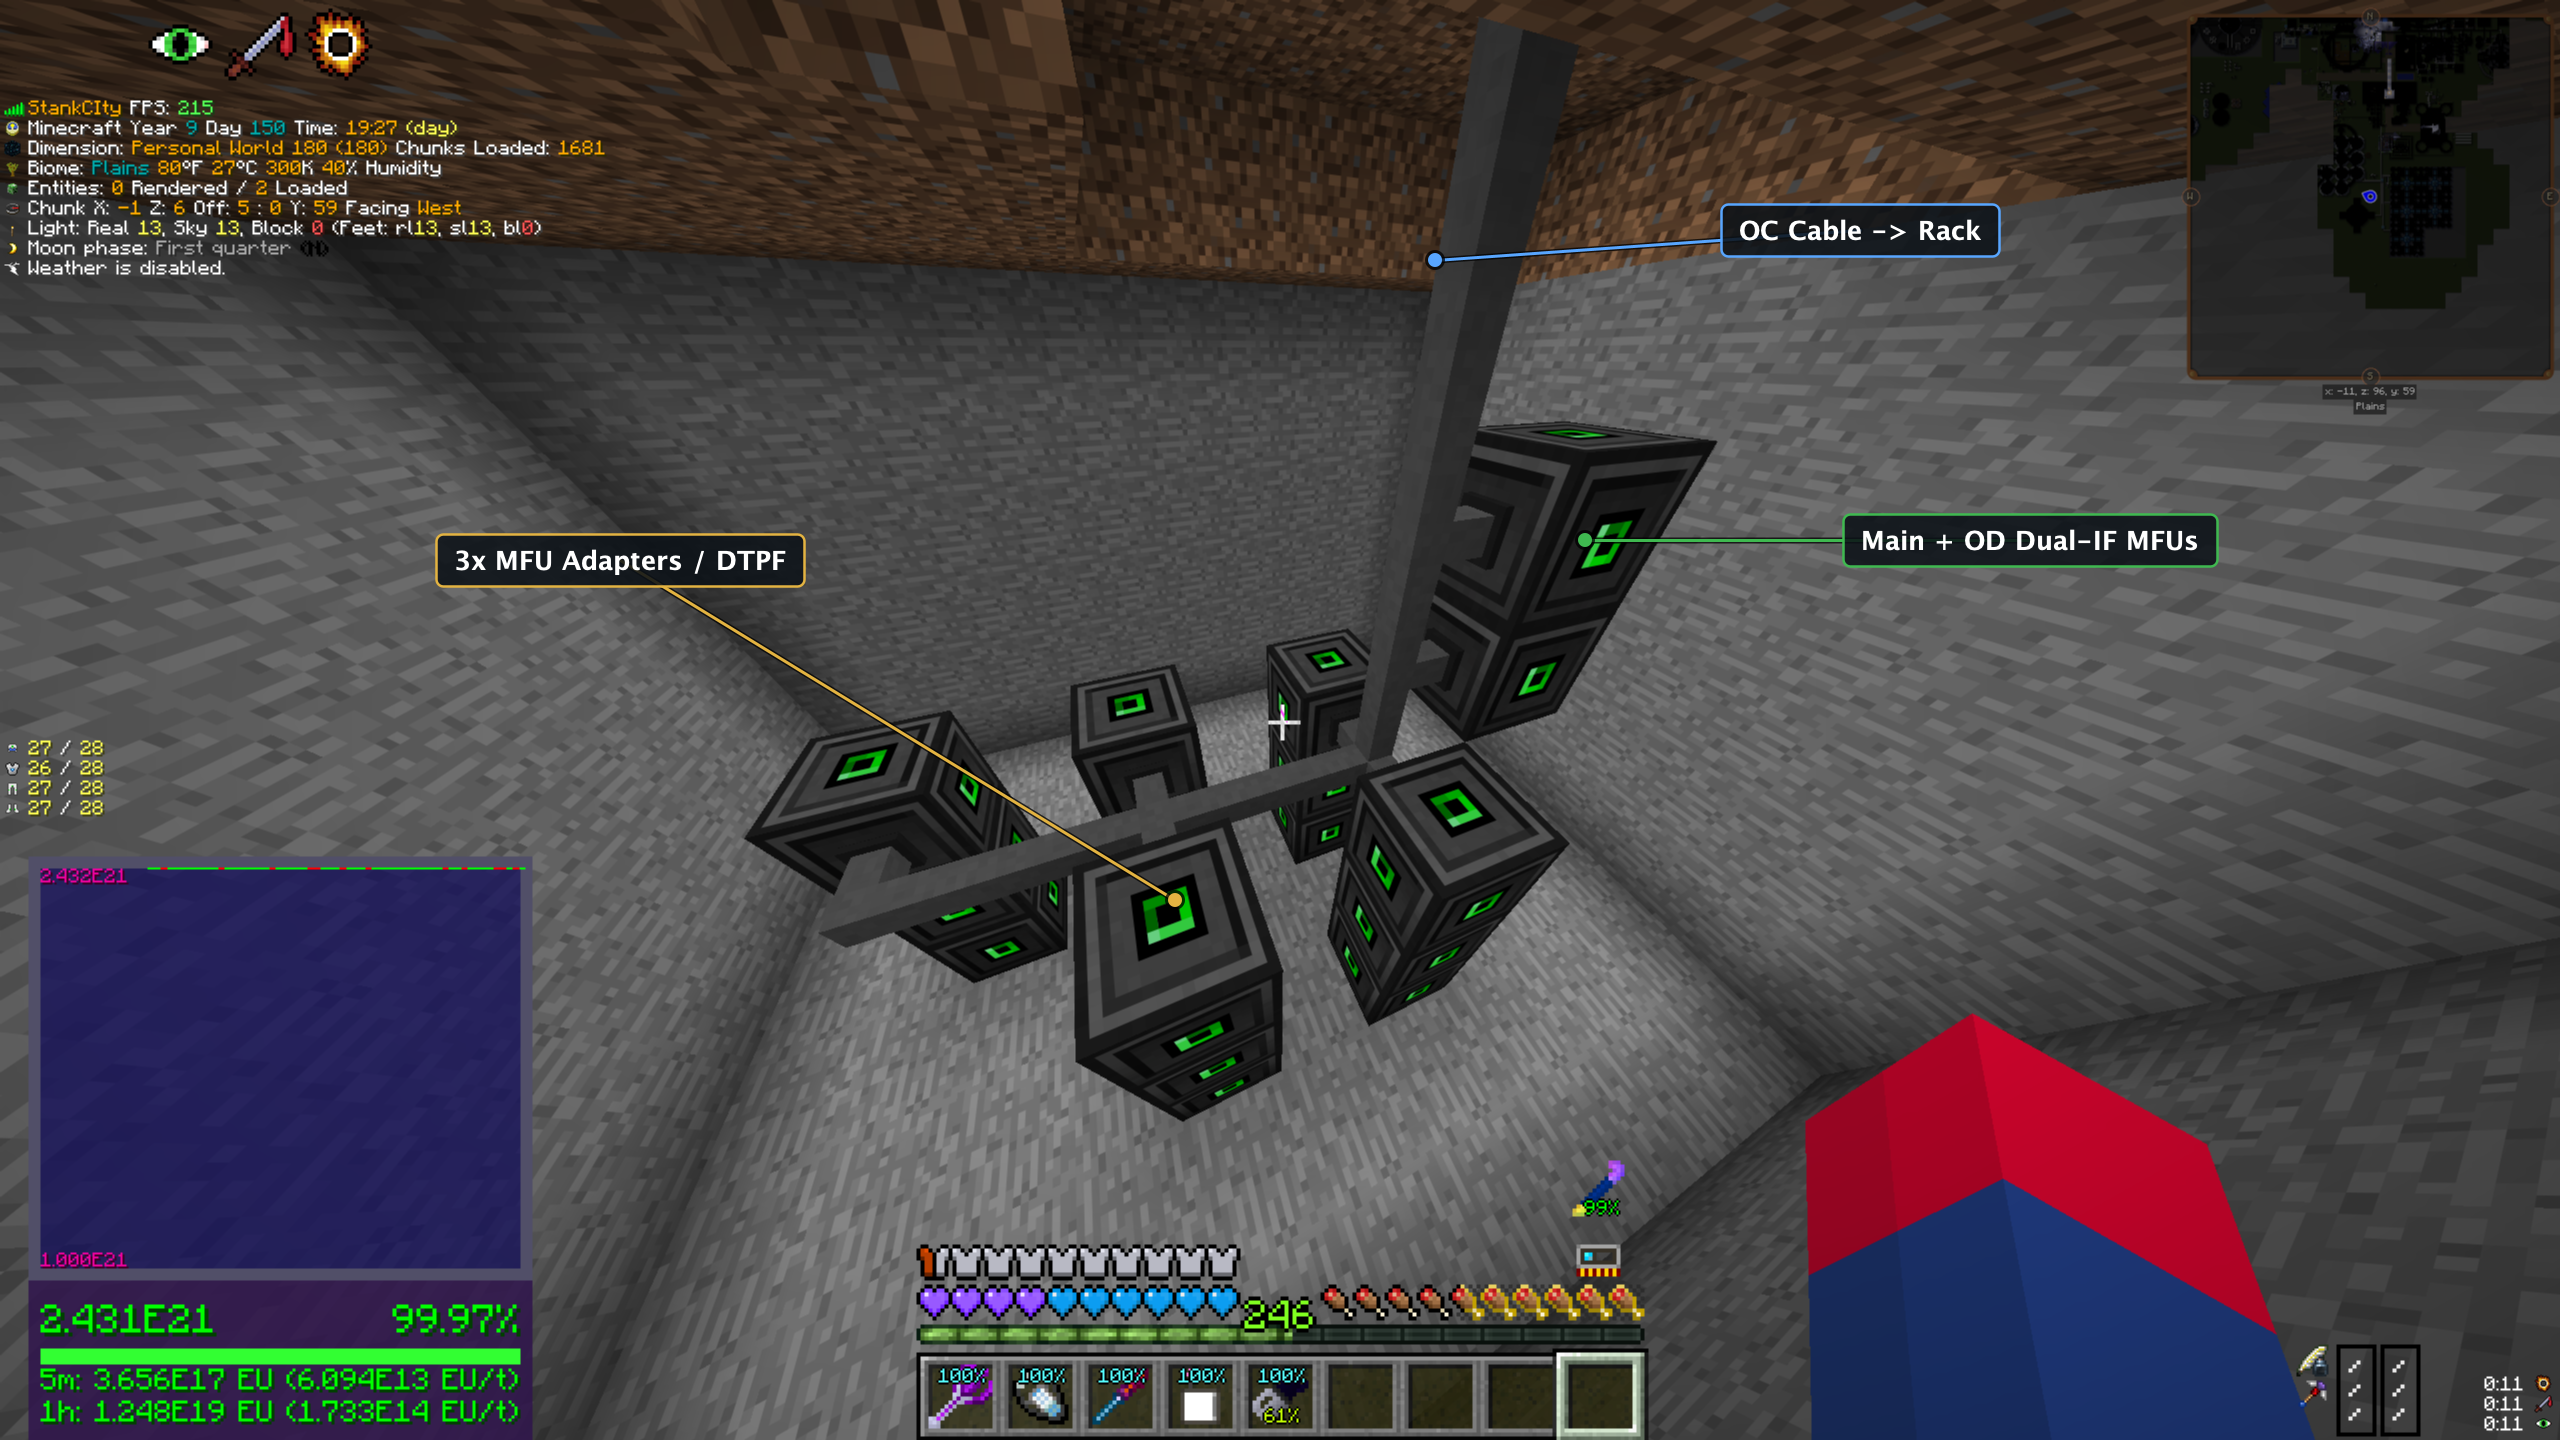 StankCIty FPS: 215
Minecraft Year 9 Day 150 Time: 19:27 (day)
Dimension: Personal World 180 (180) Chunks Loaded: 1681
Biome: Plains 80°F 27°C 300K 40% Humidity
Entities: 0 Rendered / 2 Loaded
Chunk X: -1 Z: 6 Off: 5 : 0 Y: 59 Facing West
Light: Real 13, Sky 13, Block 0 (Feet: rl13, sl13, bl0)
Moon phase: First quarter
Weather is disabled.
N
W
E
S
x: -11, z: 96, y: 59
Plains
OC Cable -> Rack
Main + OD Dual-IF MFUs
3x MFU Adapters / DTPF
27 / 28
26 / 28
27 / 28
27 / 28
2.432E21
1.000E21
2.431E21 99.97%
5m: 3.656E17 EU (6.094E13 EU/t)
1h: 1.248E19 EU (1.733E14 EU/t)
99%
246
100% 100% 100% 100% 100%
61%
0:11
0:11
0:11